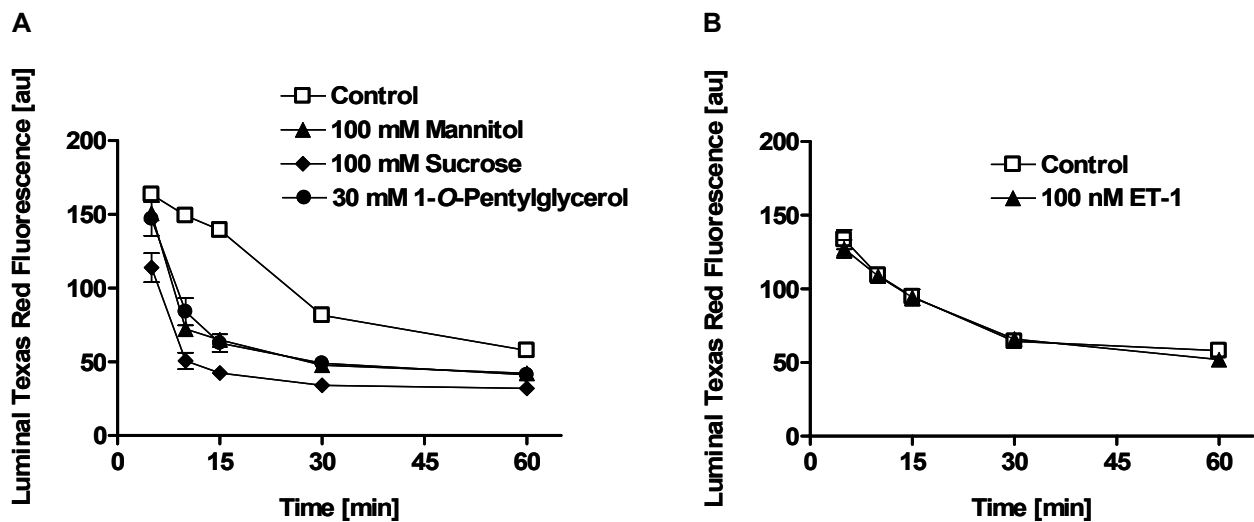 A
Luminal Texas Red Fluorescence [au]
Control
100 mM Mannitol
100 mM Sucrose
30 mM 1-O-Pentylglycerol
200
150
100
50
0
0 15 30 45 60
Time [min]
B
Luminal Texas Red Fluorescence [au]
Control
100 nM ET-1
200
150
100
50
0
0 15 30 45 60
Time [min]